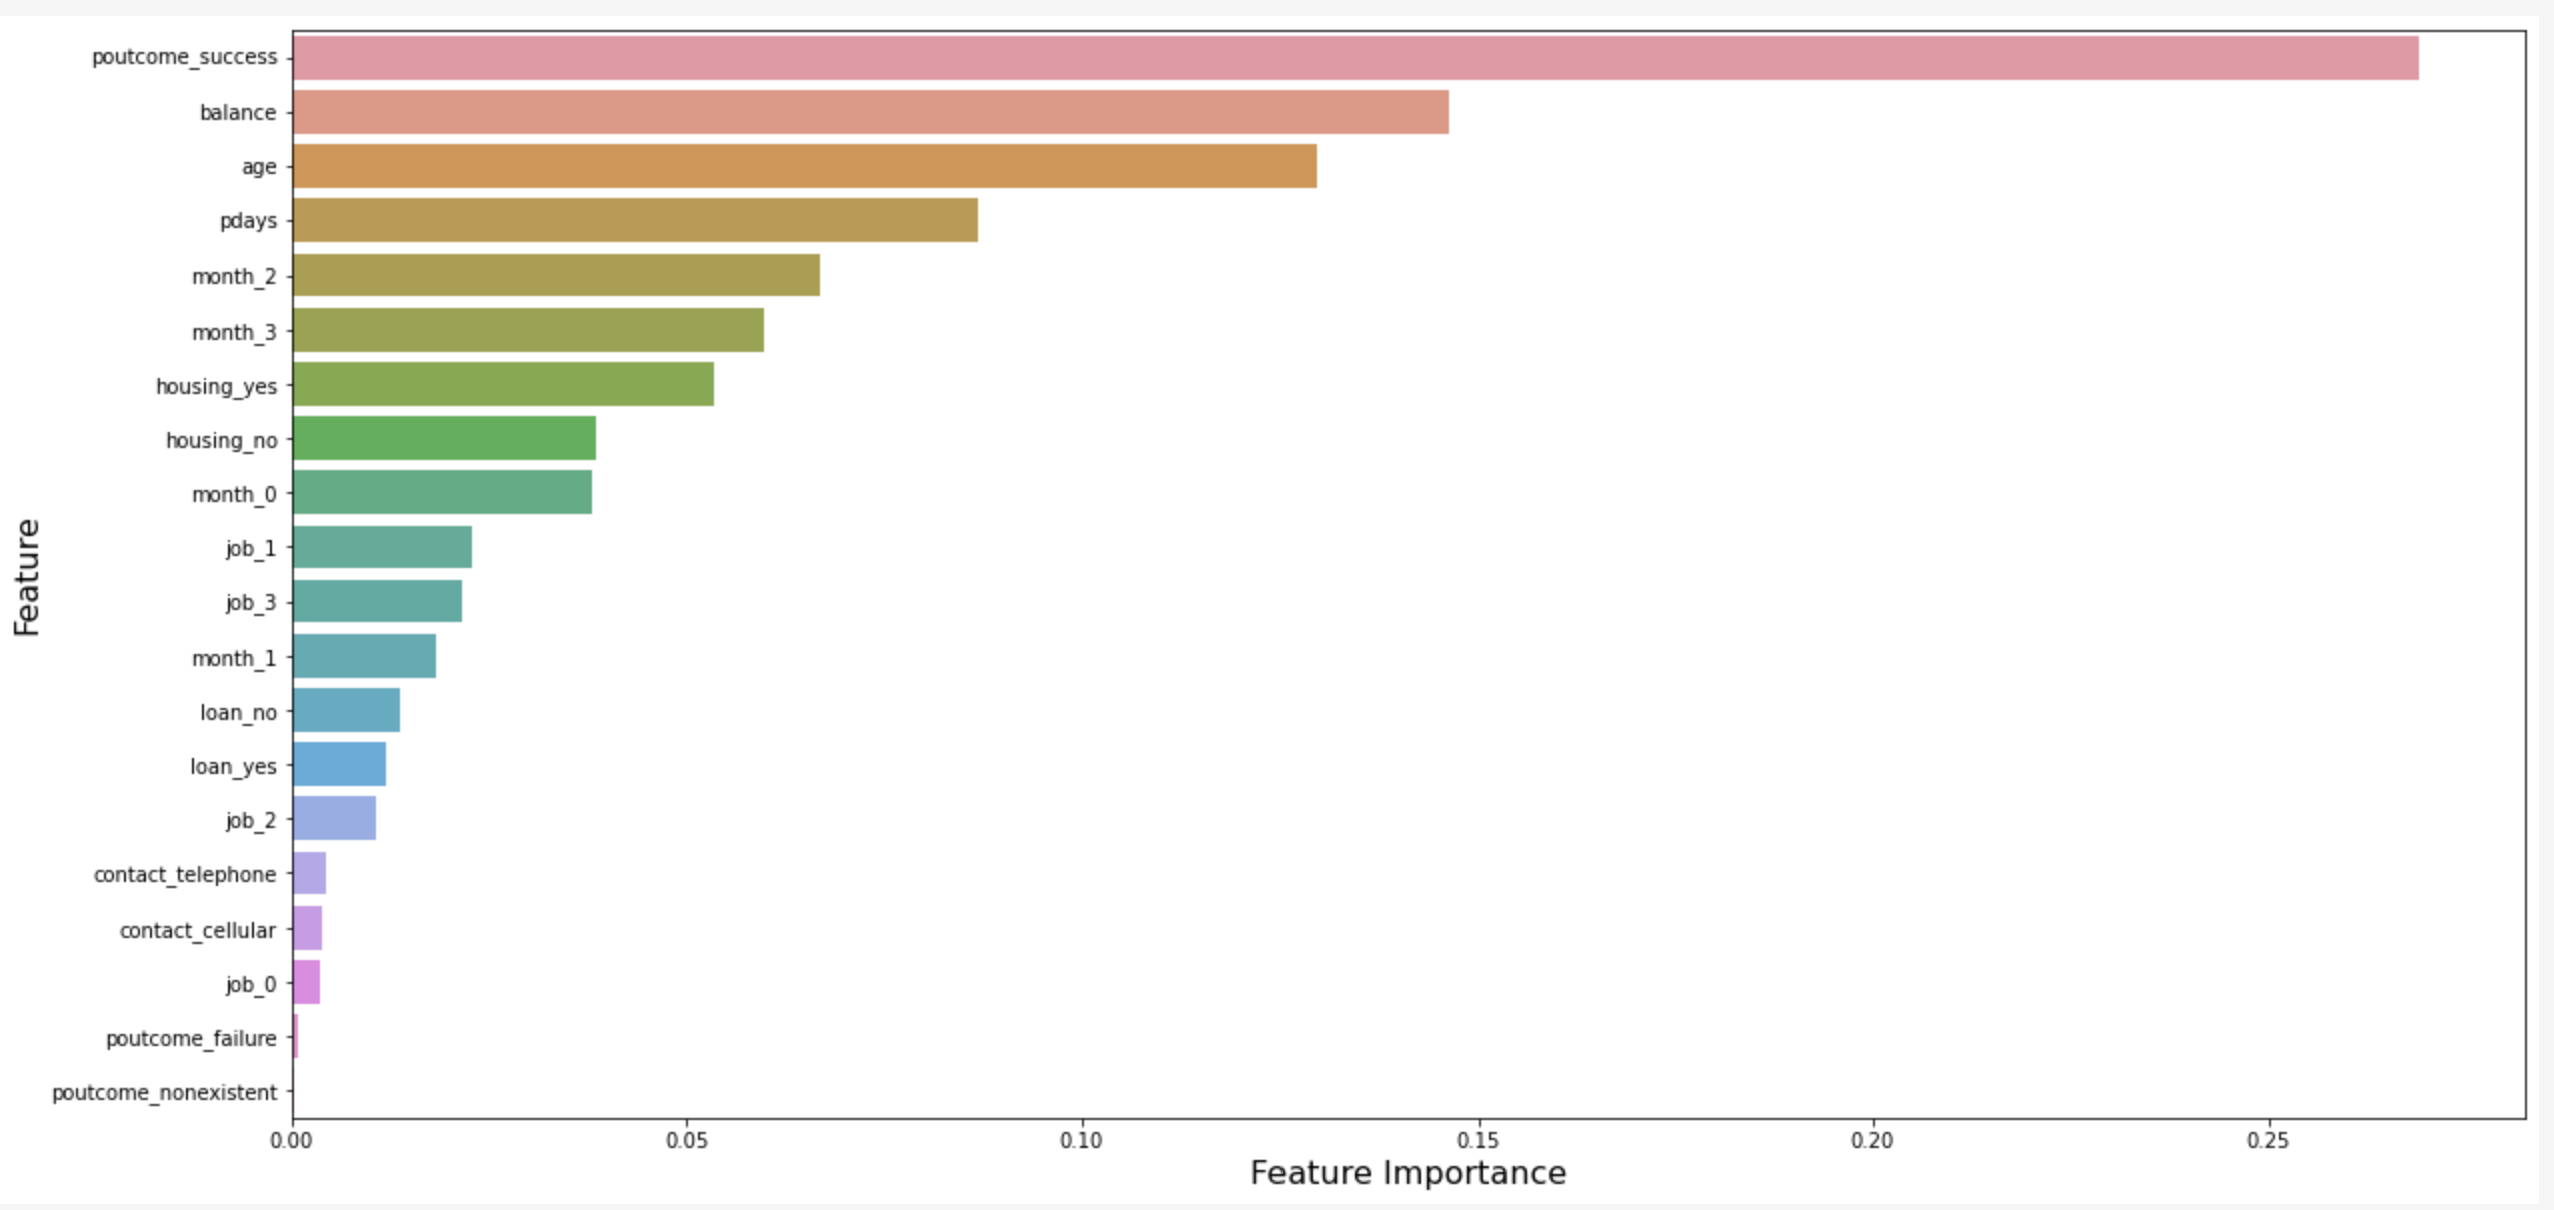 poutcome_success
balance
age
pdays
month_2
month_3
housing_yes
housing_no
month_0
job_1
job_3
month_1
loan_no
loan_yes
job_2
contact_telephone
contact_cellular
job_0
poutcome_failure
poutcome_nonexistent
Feature
0.00 0.05 0.10 0.15 0.20 0.25
Feature Importance